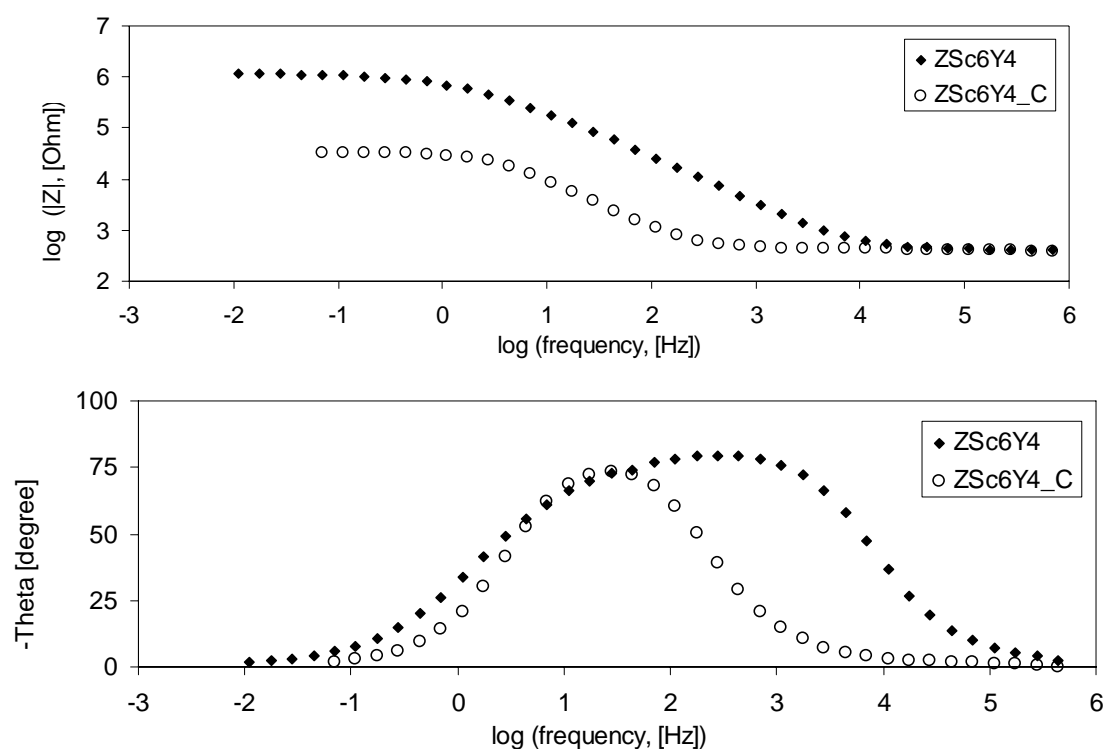 7
6
5
4
3
2
log (|Z|, [Ohm])
ZSc6Y4
ZSc6Y4_C
-3 -2 -1 0 1 2 3 4 5 6
log (frequency, [Hz])
100
75
50
25
0
-Theta [degree]
ZSc6Y4
ZSc6Y4_C
-3 -2 -1 0 1 2 3 4 5 6
log (frequency, [Hz])